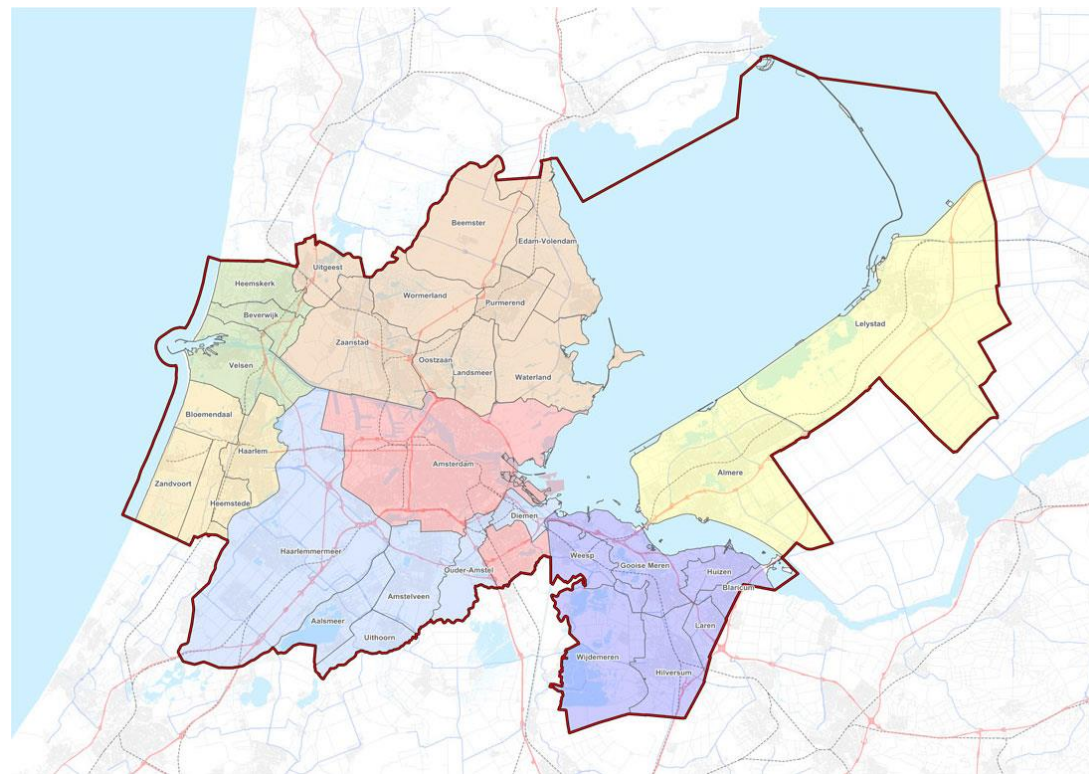 Beemster
Edam-Volendam
Uitgeest
Heemskerk
Wormerland
Purmerend
Beverwijk
Lelystad
Zaanstad
Oostzaan
Velsen
Landsmeer
Waterland
Bloemendaal
Haarlem
Amsterdam
Almere
Zandvoort
Heemstede
Diemen
Haarlemmermeer
Weesp
Gooise Meren
Ouder-Amstel
Huizen
Blaricum
Amstelveen
Aalsmeer
Laren
Uithoorn
Wijdemeren
Hilversum